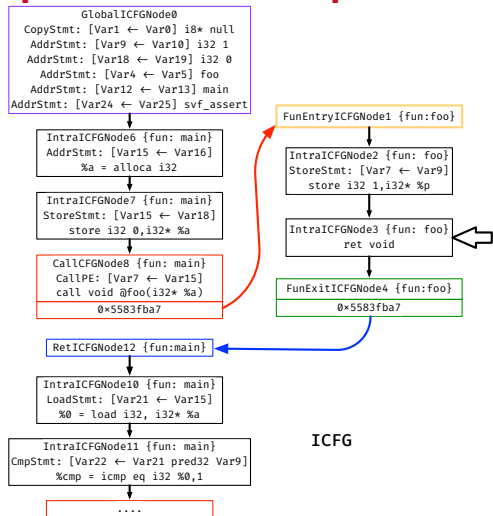 GlobalICFGNode0
CopyStmt: [Var1 ← Var0] i8* null
AddrStmt: [Var9 ← Var10] i32 1
AddrStmt: [Var18 ← Var19] i32 0
AddrStmt: [Var4 ← Var5] foo
AddrStmt: [Var12 ← Var13] main
AddrStmt: [Var24 ← Var25] svf_assert
IntraICFGNode6 {fun: main}
AddrStmt: [Var15 ← Var16]
%a = alloca i32
IntraICFGNode7 {fun: main}
StoreStmt: [Var15 ← Var18]
store i32 0,i32* %a
CallCFGNode8 {fun: main}
CallPE: [Var7 ← Var15]
call void @foo(i32* %a)
0×5583fba7
FunEntryICFGNode1 {fun:foo}
IntraICFGNode2 {fun: foo}
StoreStmt: [Var7 ← Var9]
store i32 1,i32* %p
IntraICFGNode3 {fun: foo}
ret void
FunExitICFGNode4 {fun:foo}
0×5583fba7
RetICFGNode12 {fun:main}
IntraICFGNode10 {fun: main}
LoadStmt: [Var21 ← Var15]
%0 = load i32, i32* %a
IntraICFGNode11 {fun: main}
CmpStmt: [Var22 ← Var21 pred32 Var9]
%cmp = icmp eq i32 %0,1
....
ICFG